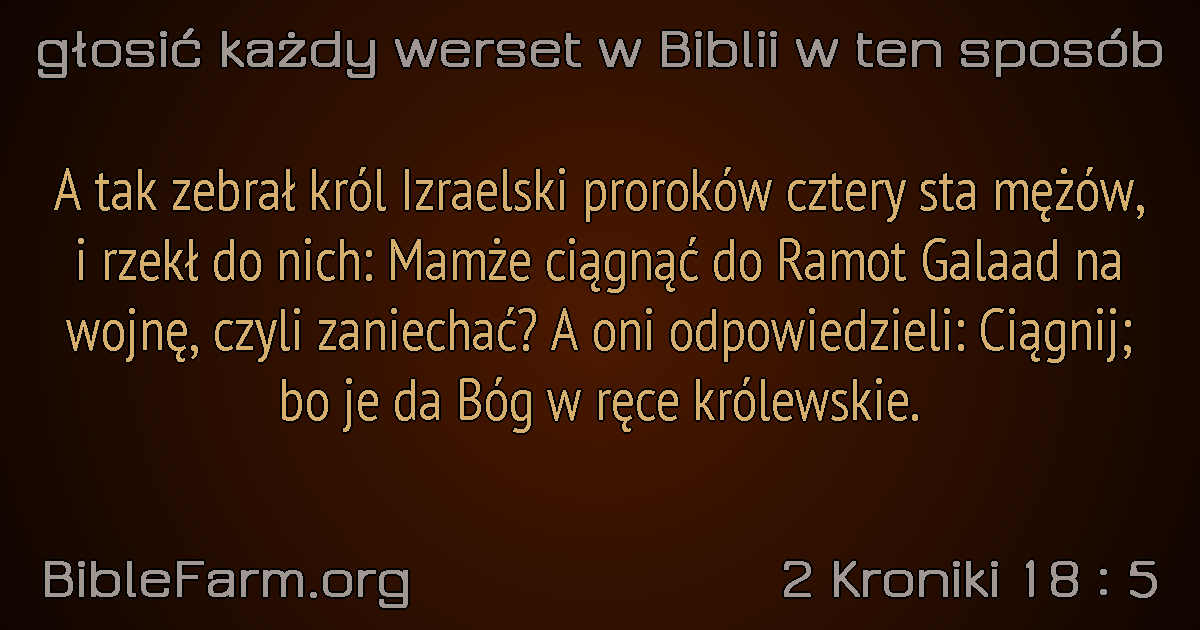 głosić każdy werset w Biblii w ten sposób
A tak zebrał król Izraelski proroków cztery sta mężów,
i rzekł do nich: Mamże ciągnąć do Ramot Galaad na
wojnę, czyli zaniechać? A oni odpowiedzieli: Ciągnij;
bo je da Bóg w ręce królewskie.
BibleFarm.org
2 Kroniki 18 : 5